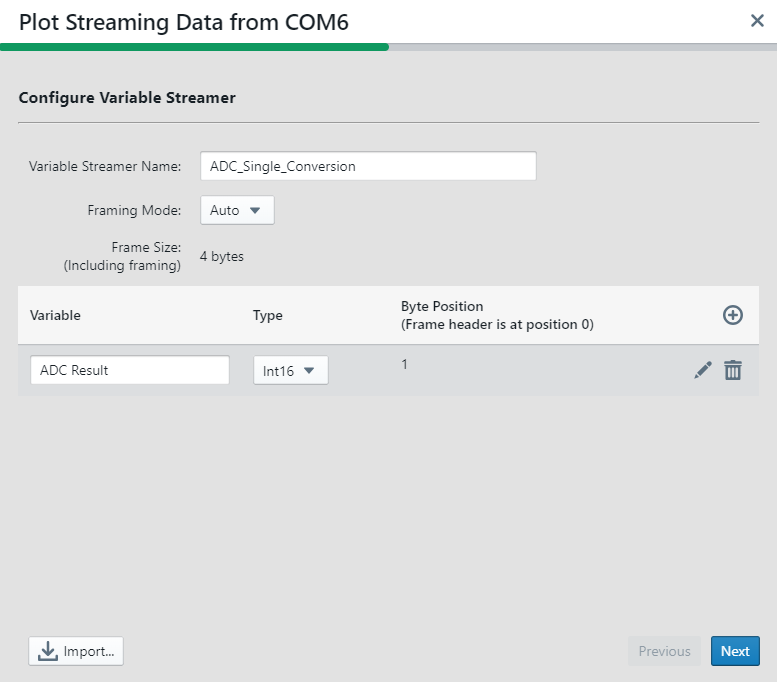 Plot Streaming Data from COM6
Configure Variable Streamer
Variable Streamer Name:
ADC_Single_Conversion
Framing Mode:
Auto
Frame Size:
(Including framing)
4 bytes
Variable
Type
Byte Position
(Frame header is at position 0)
ADC Result
Int16
1
Import...
Previous
Next